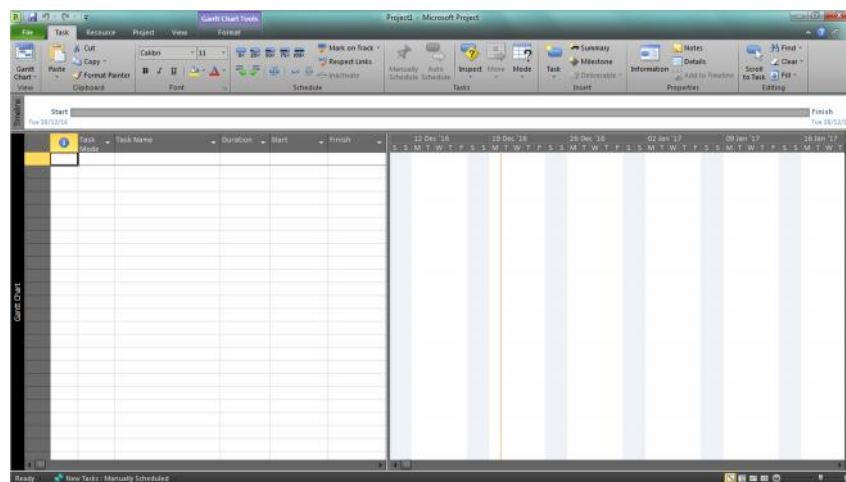 Gantt Chart Tools
Project1 - Microsoft Project
File Task Resource Project View Format
Cut
Copy
Format Painter
Paste
Calibri 11
B I U
Mark on Track
Respect Links
Inactivate
Manually Schedule
Auto Schedule
Inspect
Move
Mode
Task
Summary
Milestone
Deliverable
Information
Notes
Details
Add to Timeline
Scroll to Task
Find
Clear
Fill
Gantt Chart
View Clipboard Font Schedule Tasks Insert Properties Editing
Timeline
Start
Finish
Task Mode Task Name Duration Start Finish
12 Dec '16 19 Dec '16 26 Dec '16 02 Jan '17 09 Jan '17 16 Jan '17
S S M T W T F S S M T W T F S S M T W T F S S M T W T F S S M T W T F S S M T W T
Gantt Chart
Ready New Tasks : Manually Scheduled